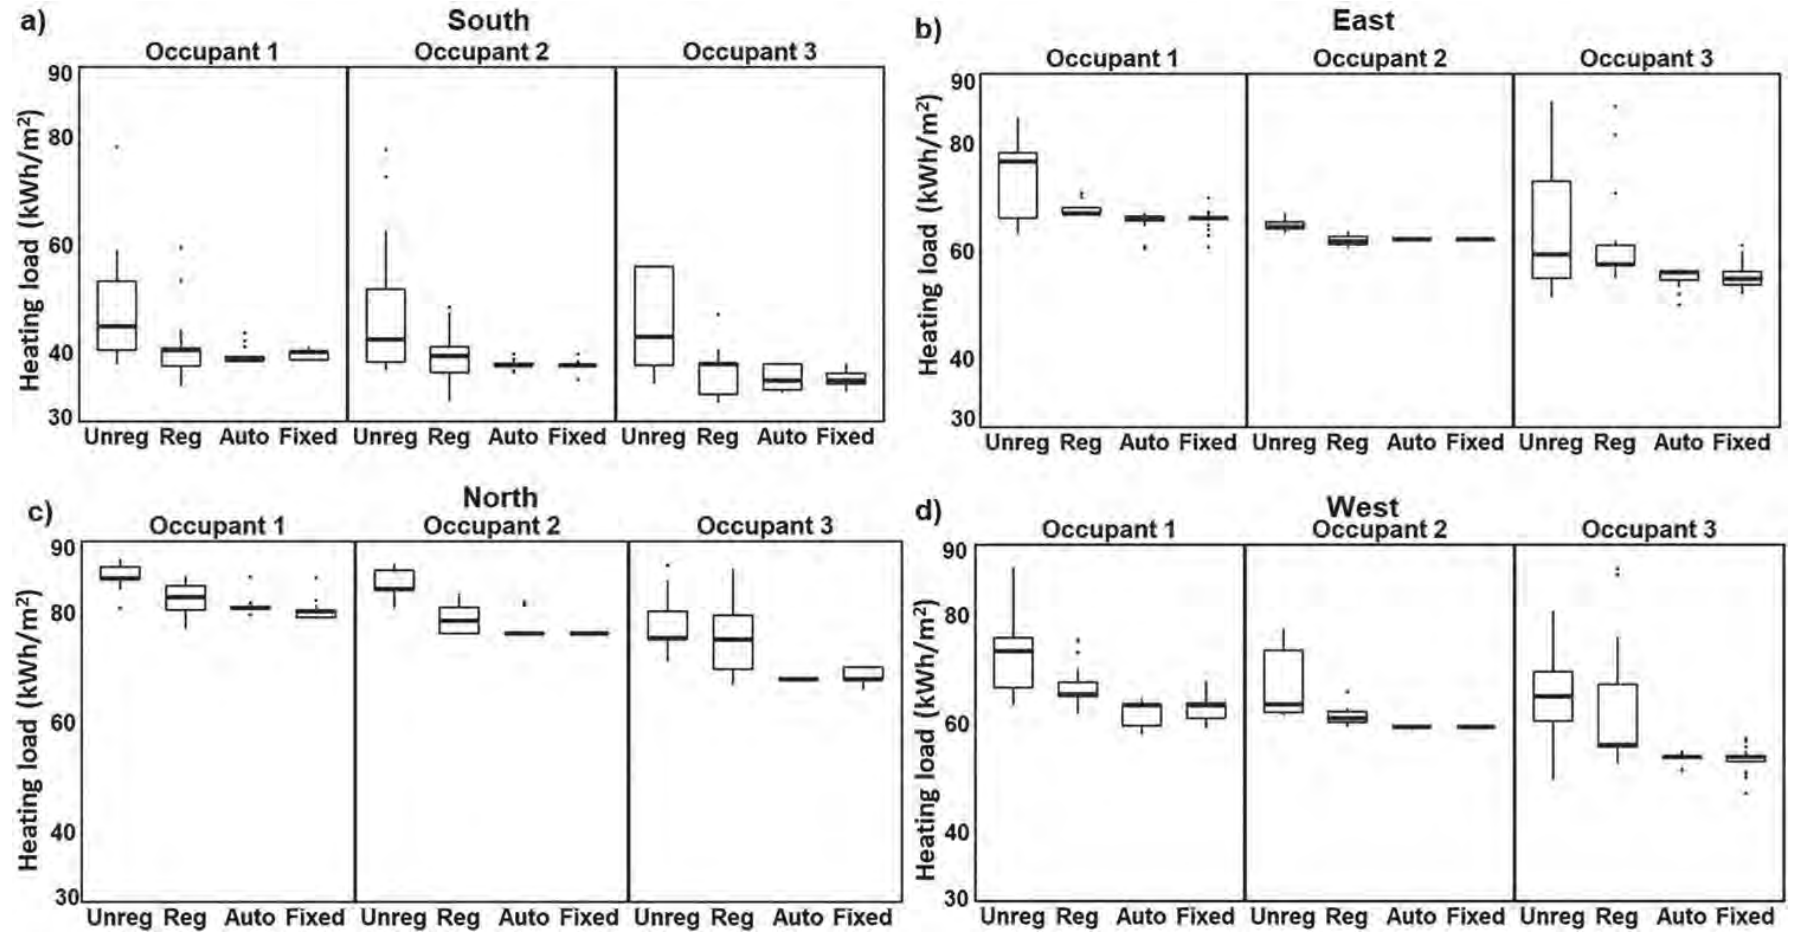 a)
South
Occupant 1 Occupant 2 Occupant 3
Heating load (kWh/m²)
90
80
60
40
30
Unreg Reg Auto Fixed Unreg Reg Auto Fixed Unreg Reg Auto Fixed
b)
East
Occupant 1 Occupant 2 Occupant 3
Heating load (kWh/m²)
90
80
60
40
30
Unreg Reg Auto Fixed Unreg Reg Auto Fixed Unreg Reg Auto Fixed
c)
North
Occupant 1 Occupant 2 Occupant 3
Heating load (kWh/m²)
90
80
60
40
30
Unreg Reg Auto Fixed Unreg Reg Auto Fixed Unreg Reg Auto Fixed
d)
West
Occupant 1 Occupant 2 Occupant 3
Heating load (kWh/m²)
90
80
60
40
30
Unreg Reg Auto Fixed Unreg Reg Auto Fixed Unreg Reg Auto Fixed